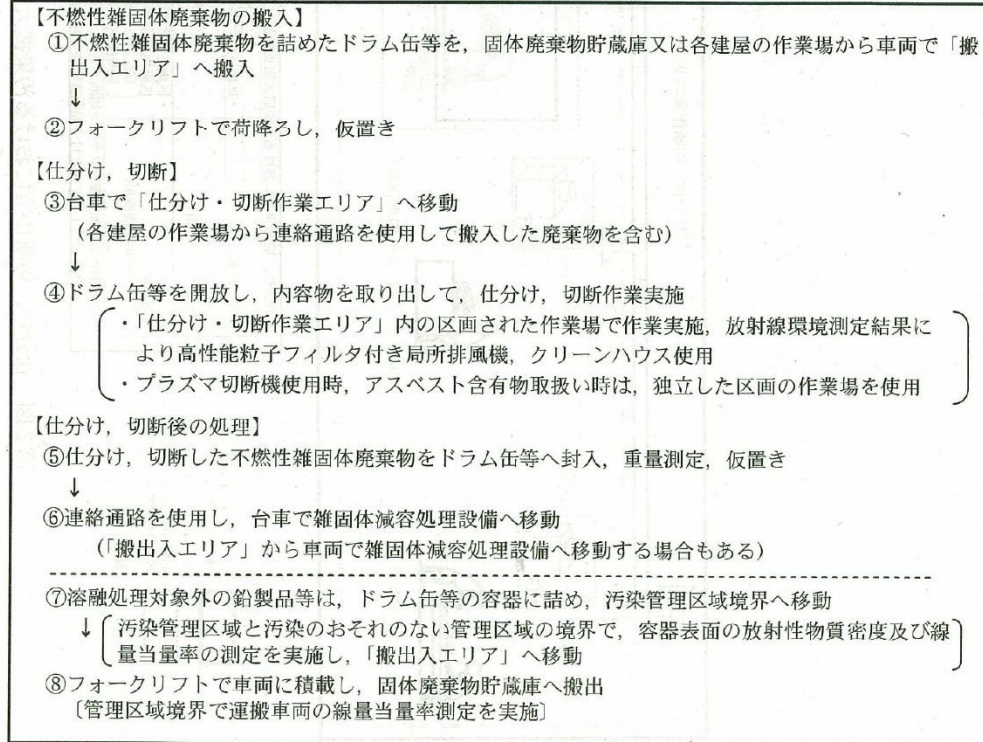 【不燃性雑固体廃棄物の搬入】
①不燃性雑固体廃棄物を詰めたドラム缶等を，固体廃棄物貯蔵庫又は各建屋の作業場から車両で「搬
出入エリア」へ搬入
↓
②フォークリフトで荷降ろし，仮置き
【仕分け，切断】
③台車で「仕分け・切断作業エリア」へ移動
（各建屋の作業場から連絡通路を使用して搬入した廃棄物を含む）
↓
④ドラム缶等を開放し，内容物を取り出して，仕分け，切断作業実施
・「仕分け・切断作業エリア」内の区画された作業場で作業実施，放射線環境測定結果に
より高性能粒子フィルタ付き局所排風機，クリーンハウス使用
・プラズマ切断機使用時，アスベスト含有物取扱い時は，独立した区画の作業場を使用
【仕分け，切断後の処理】
⑤仕分け，切断した不燃性雑固体廃棄物をドラム缶等へ封入，重量測定，仮置き
↓
⑥連絡通路を使用し，台車で雑固体減容処理設備へ移動
（「搬出入エリア」から車両で雑固体減容処理設備へ移動する場合もある）
⑦溶融処理対象外の鉛製品等は，ドラム缶等の容器に詰め，汚染管理区域境界へ移動
↓〔汚染管理区域と汚染のおそれのない管理区域の境界で，容器表面の放射性物質密度及び線
量当量率の測定を実施し，「搬出入エリア」へ移動〕
⑧フォークリフトで車両に積載し，固体廃棄物貯蔵庫へ搬出
〔管理区域境界で運搬車両の線量当量率測定を実施〕